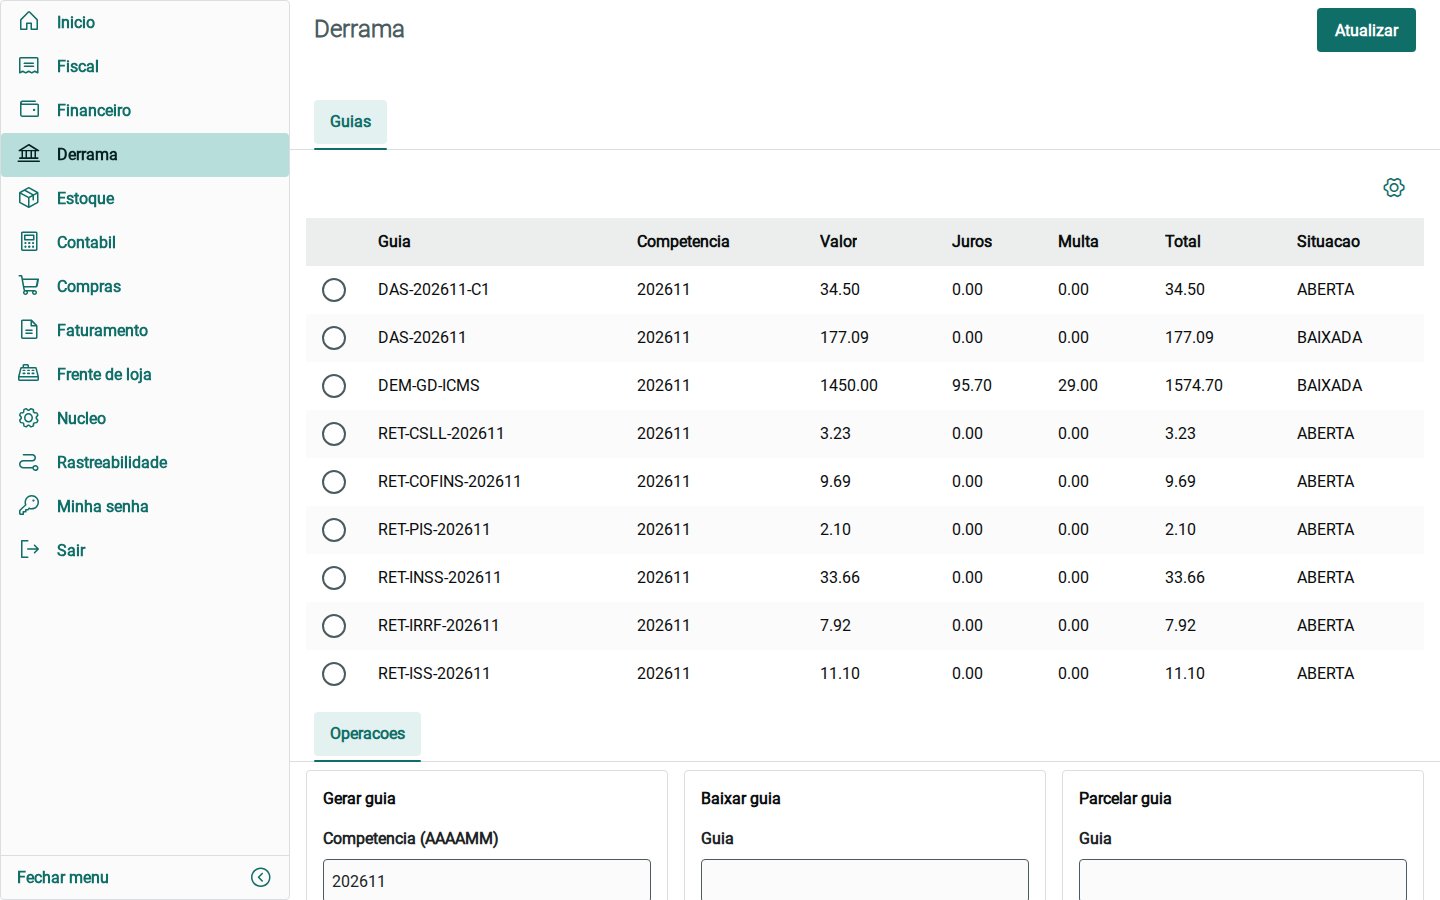 Inicio
Fiscal
Financeiro
Derrama
Estoque
Contabil
Compras
Faturamento
Frente de loja
Nucleo
Rastreabilidade
Minha senha
Sair
Fechar menu
Derrama
Atualizar
Guias
Guia Competencia Valor Juros Multa Total Situacao
DAS-202611-C1 202611 34.50 0.00 0.00 34.50 ABERTA
DAS-202611 202611 177.09 0.00 0.00 177.09 BAIXADA
DEM-GD-ICMS 202611 1450.00 95.70 29.00 1574.70 BAIXADA
RET-CSLL-202611 202611 3.23 0.00 0.00 3.23 ABERTA
RET-COFINS-202611 202611 9.69 0.00 0.00 9.69 ABERTA
RET-PIS-202611 202611 2.10 0.00 0.00 2.10 ABERTA
RET-INSS-202611 202611 33.66 0.00 0.00 33.66 ABERTA
RET-IRRF-202611 202611 7.92 0.00 0.00 7.92 ABERTA
RET-ISS-202611 202611 11.10 0.00 0.00 11.10 ABERTA
Operacoes
Gerar guia
Competencia (AAAAMM)
202611
Baixar guia
Guia
Parcelar guia
Guia